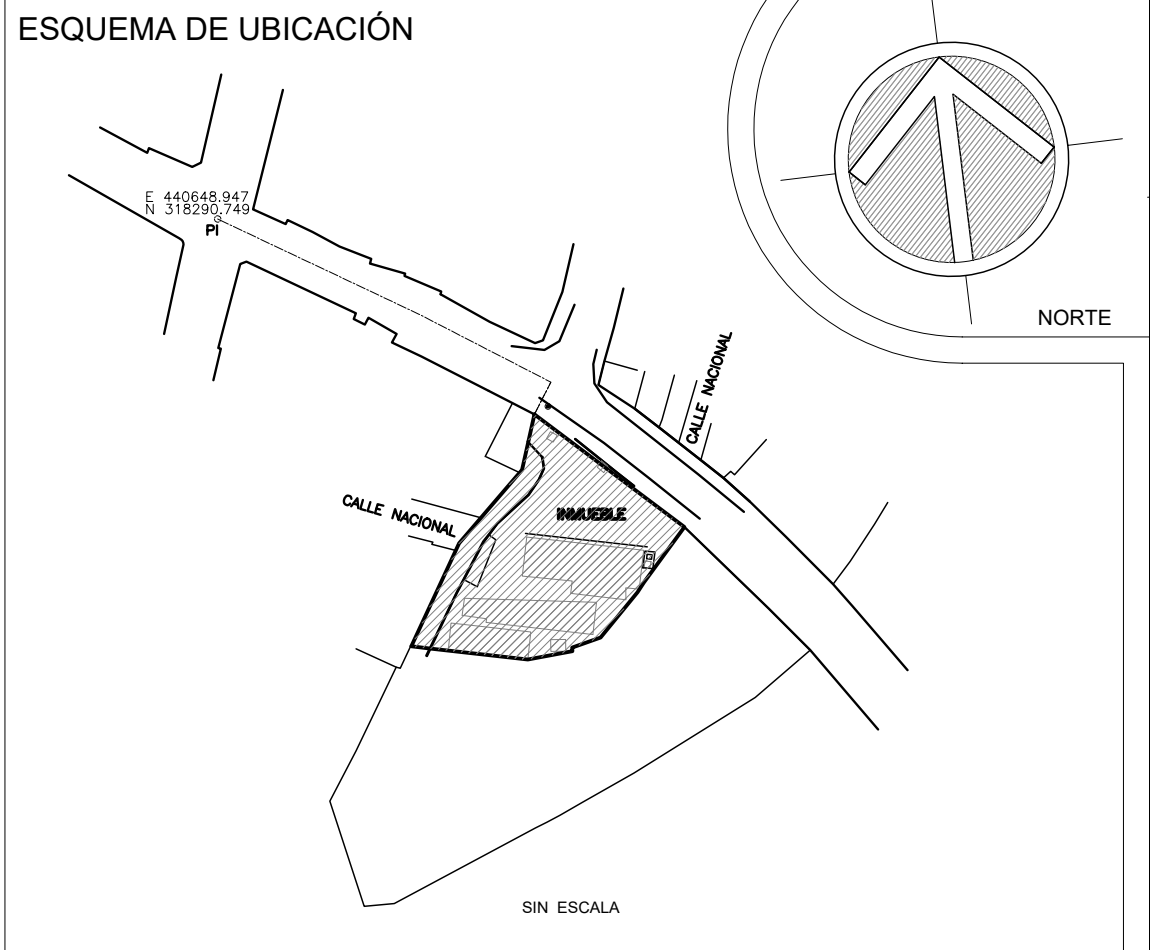 ESQUEMA DE UBICACIÓN
E 440648.947
N 318290.749
PI
NORTE
CALLE NACIONAL
CALLE NACIONAL
INMUEBLE
SIN ESCALA